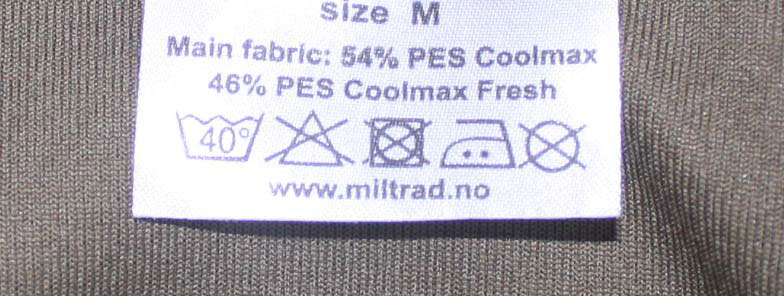 size M
Main fabric: 54% PES Coolmax
46% PES Coolmax Fresh
40°
www.miltrad.no